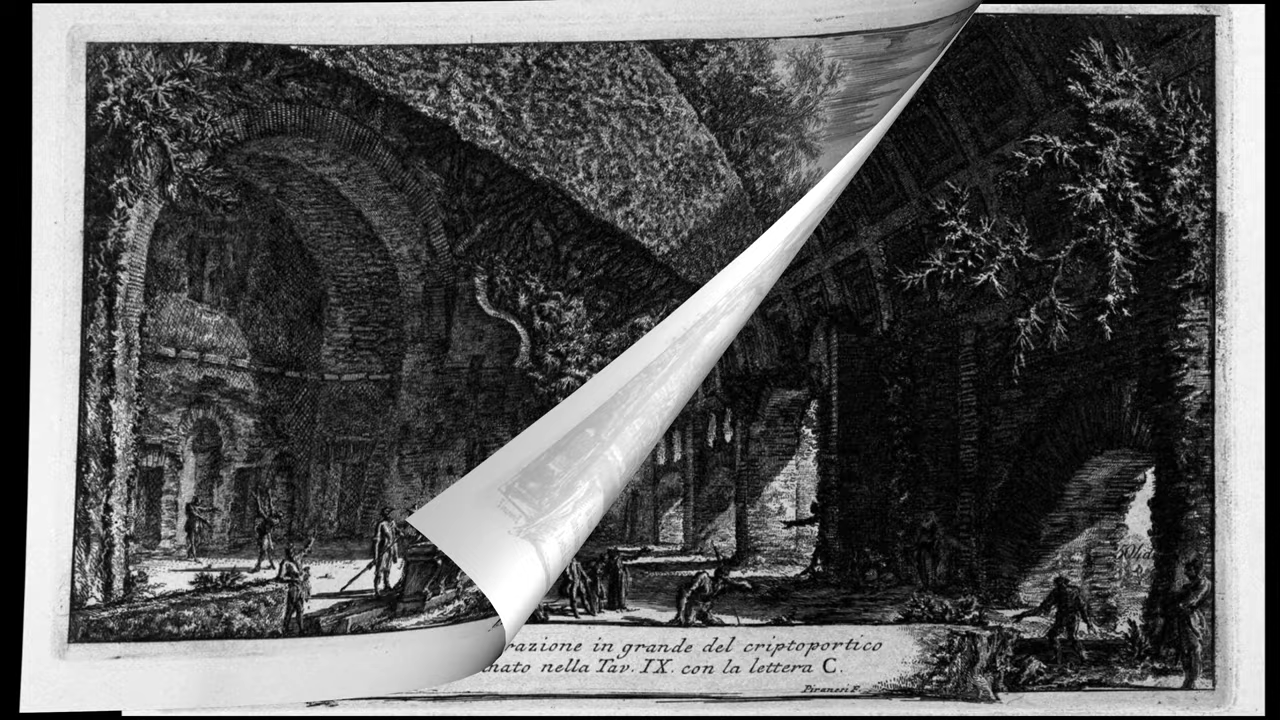 razione in grande del criptoportico
nato nella Tav. IX. con la lettera C.
Piranesi F.